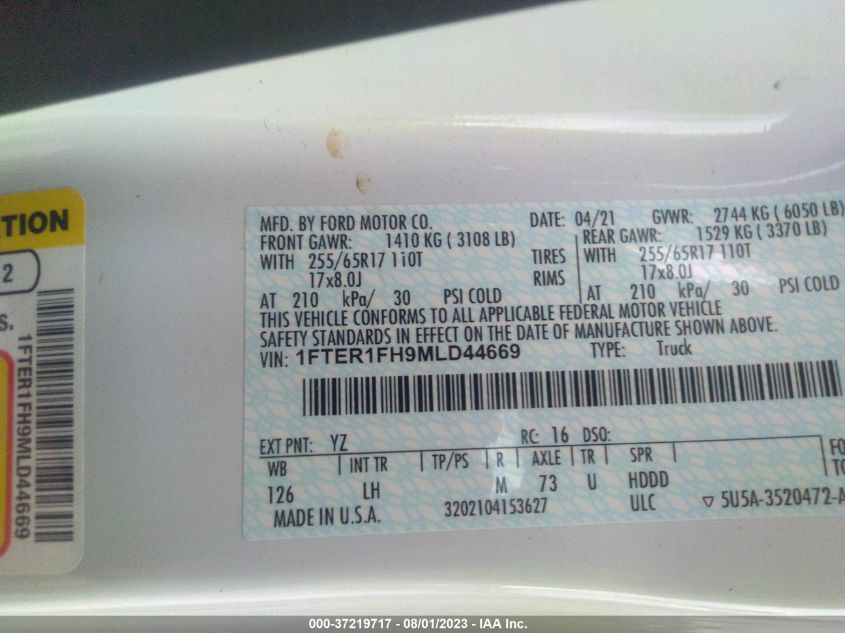 TION
2
S.
1FTER1FH9MLD44669
MFD. BY FORD MOTOR CO. DATE: 04/21 GVWR: 2744 KG ( 6050 LB)
FRONT GAWR: 1410 KG ( 3108 LB) REAR GAWR: 1529 KG ( 3370 LB)
WITH 255/65R17 110T TIRES WITH 255/65R17 110T
17x8.0J RIMS 17x8.0J
AT 210 kPa/ 30 PSI COLD AT 210 kPa/ 30 PSI COLD
THIS VEHICLE CONFORMS TO ALL APPLICABLE FEDERAL MOTOR VEHICLE
SAFETY STANDARDS IN EFFECT ON THE DATE OF MANUFACTURE SHOWN ABOVE.
VIN: 1FTER1FH9MLD44669 TYPE: Truck
EXT PNT: YZ RC: 16 DSO:
WB INT TR TP/PS R AXLE TR SPR
126 LH M 73 U HDDD
MADE IN U.S.A. 3202104153627 ULC ▽ 5U5A-3520472-A
FO
TO
000-37219717 - 08/01/2023 - IAA Inc.